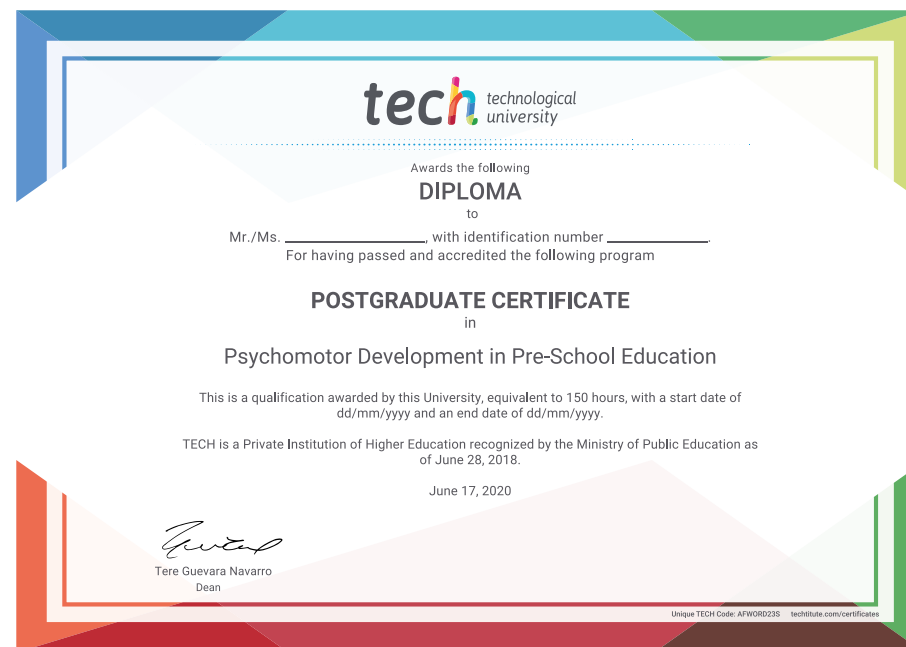 tech technological
university
Awards the following
DIPLOMA
to
Mr./Ms. ____________________, with identification number ______________.
For having passed and accredited the following program
POSTGRADUATE CERTIFICATE
in
Psychomotor Development in Pre-School Education
This is a qualification awarded by this University, equivalent to 150 hours, with a start date of
dd/mm/yyyy and an end date of dd/mm/yyyy.
TECH is a Private Institution of Higher Education recognized by the Ministry of Public Education as
of June 28, 2018.
June 17, 2020
Tere Guevara Navarro
Dean
Unique TECH Code: AFWORD23S techtitute.com/certificates